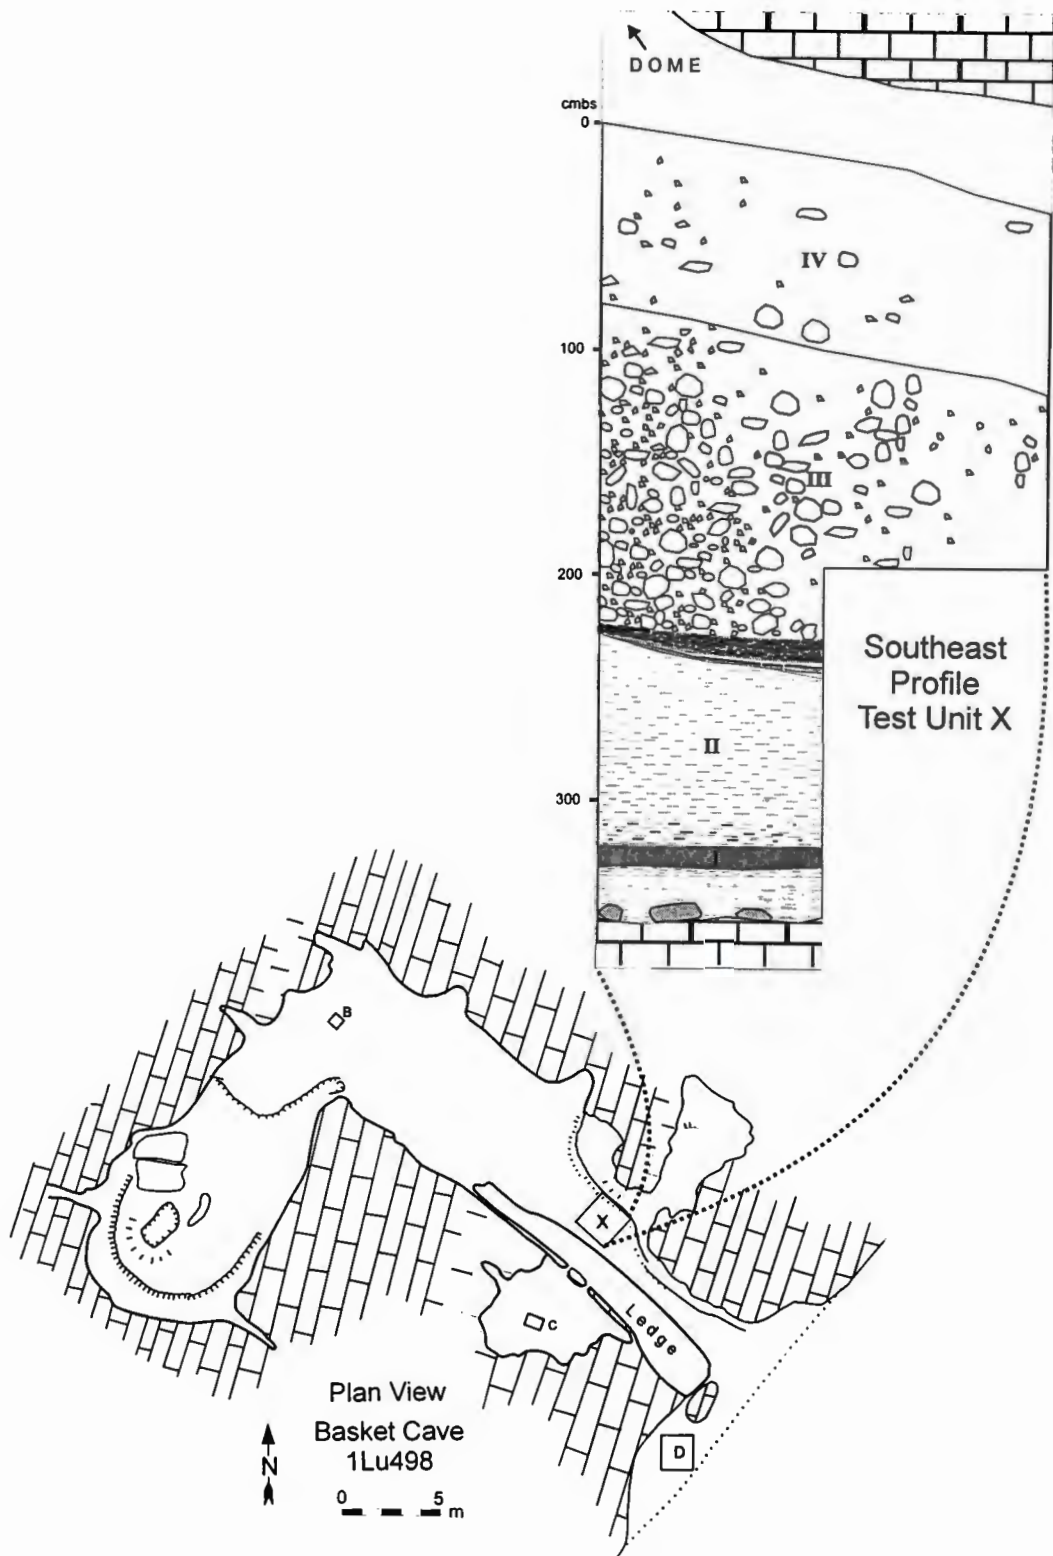 DOME
cmbs
0
IV
100
III
200
Southeast
Profile
Test Unit X
II
300
I
B
F
X
Ledge
C
Plan View
Basket Cave
1Lu498
N
0 5 m
D